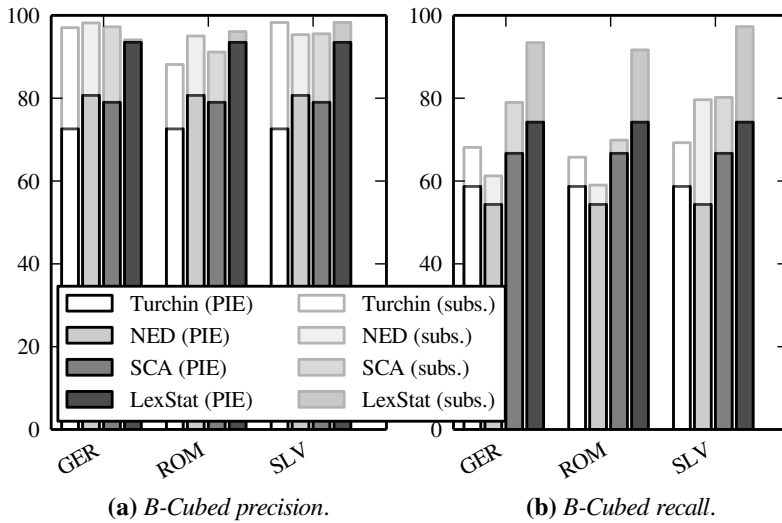 100
80
60
40
20
0
Turchin (PIE)
NED (PIE)
SCA (PIE)
LexStat (PIE)
Turchin (subs.)
NED (subs.)
SCA (subs.)
LexStat (subs.)
GER
ROM
SLV
(a) B-Cubed precision.
100
80
60
40
20
0
GER
ROM
SLV
(b) B-Cubed recall.